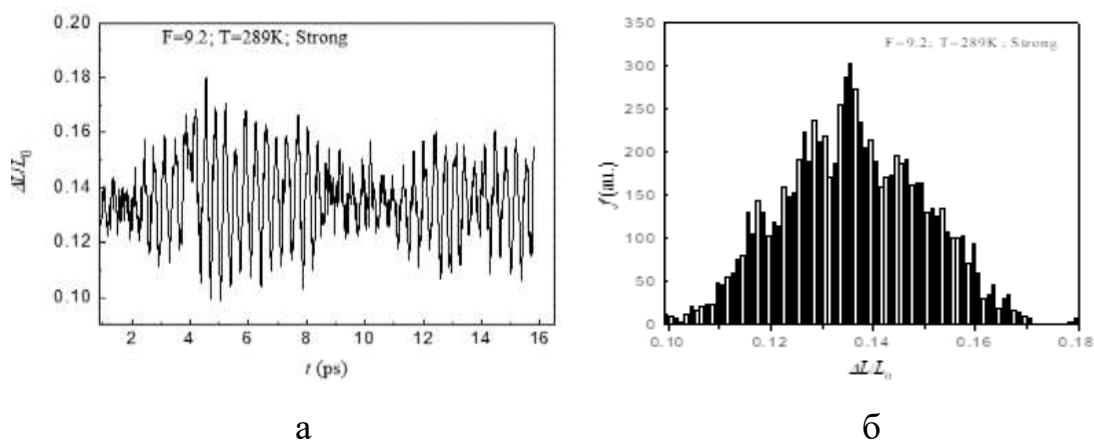 F=9.2; T=289K; Strong
0.20
0.18
0.16
0.14
0.12
0.10
ΔL/L₀
2 4 6 8 10 12 14 16
t (ps)
а
F=9.2; T=289K ; Strong
350
300
250
200
150
100
50
0
f (au.)
0.10 0.12 0.14 0.16 0.18
ΔL/L₀
б